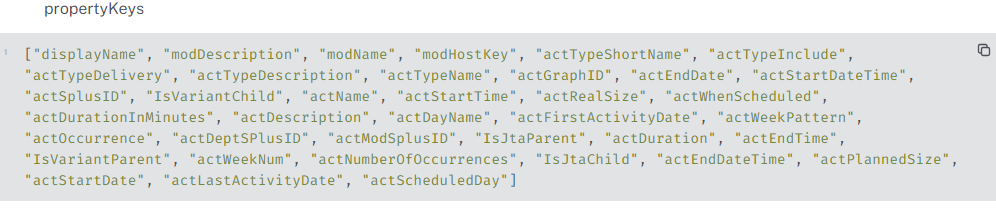 propertyKeys
1 ["displayName", "modDescription", "modName", "modHostKey", "actTypeShortName", "actTypeInclude",
"actTypeDelivery", "actTypeDescription", "actTypeName", "actGraphID", "actEndDate", "actStartDateTime",
"actSplusID", "IsVariantChild", "actName", "actStartTime", "actRealSize", "actWhenScheduled",
"actDurationInMinutes", "actDescription", "actDayName", "actFirstActivityDate", "actWeekPattern",
"actOccurrence", "actDeptSPlusID", "actModSplusID", "IsJtaParent", "actDuration", "actEndTime",
"IsVariantParent", "actWeekNum", "actNumberOfOccurrences", "IsJtaChild", "actEndDateTime", "actPlannedSize",
"actStartDate", "actLastActivityDate", "actScheduledDay"]